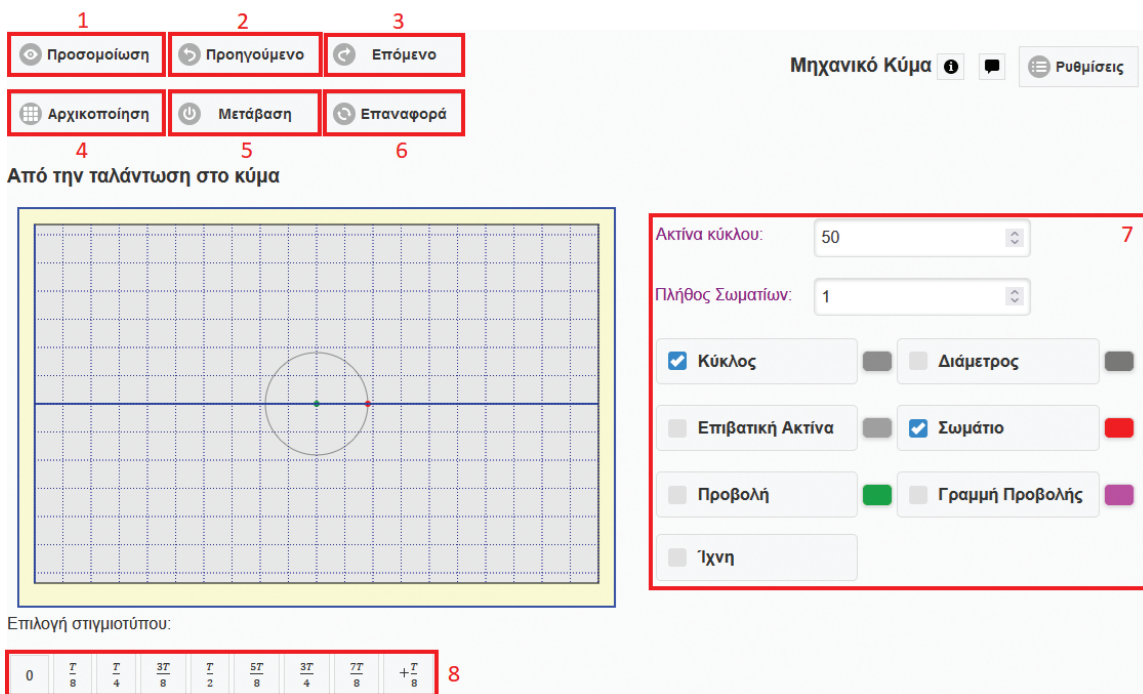 1 2 3
Προσομοίωση Προηγούμενο Επόμενο
Μηχανικό Κύμα Ρυθμίσεις
Αρχικοποίηση Μετάβαση Επαναφορά
4 5 6
Από την ταλάντωση στο κύμα
Ακτίνα κύκλου: 50 7
Πλήθος Σωματίων: 1
Κύκλος Διάμετρος
Επιβατική Ακτίνα Σωμάτιο
Προβολή Γραμμή Προβολής
Ίχνη
Επιλογή στιγμιοτύπου:
0 T/8 T/4 3T/8 T/2 5T/8 3T/4 7T/8 +T/8 8